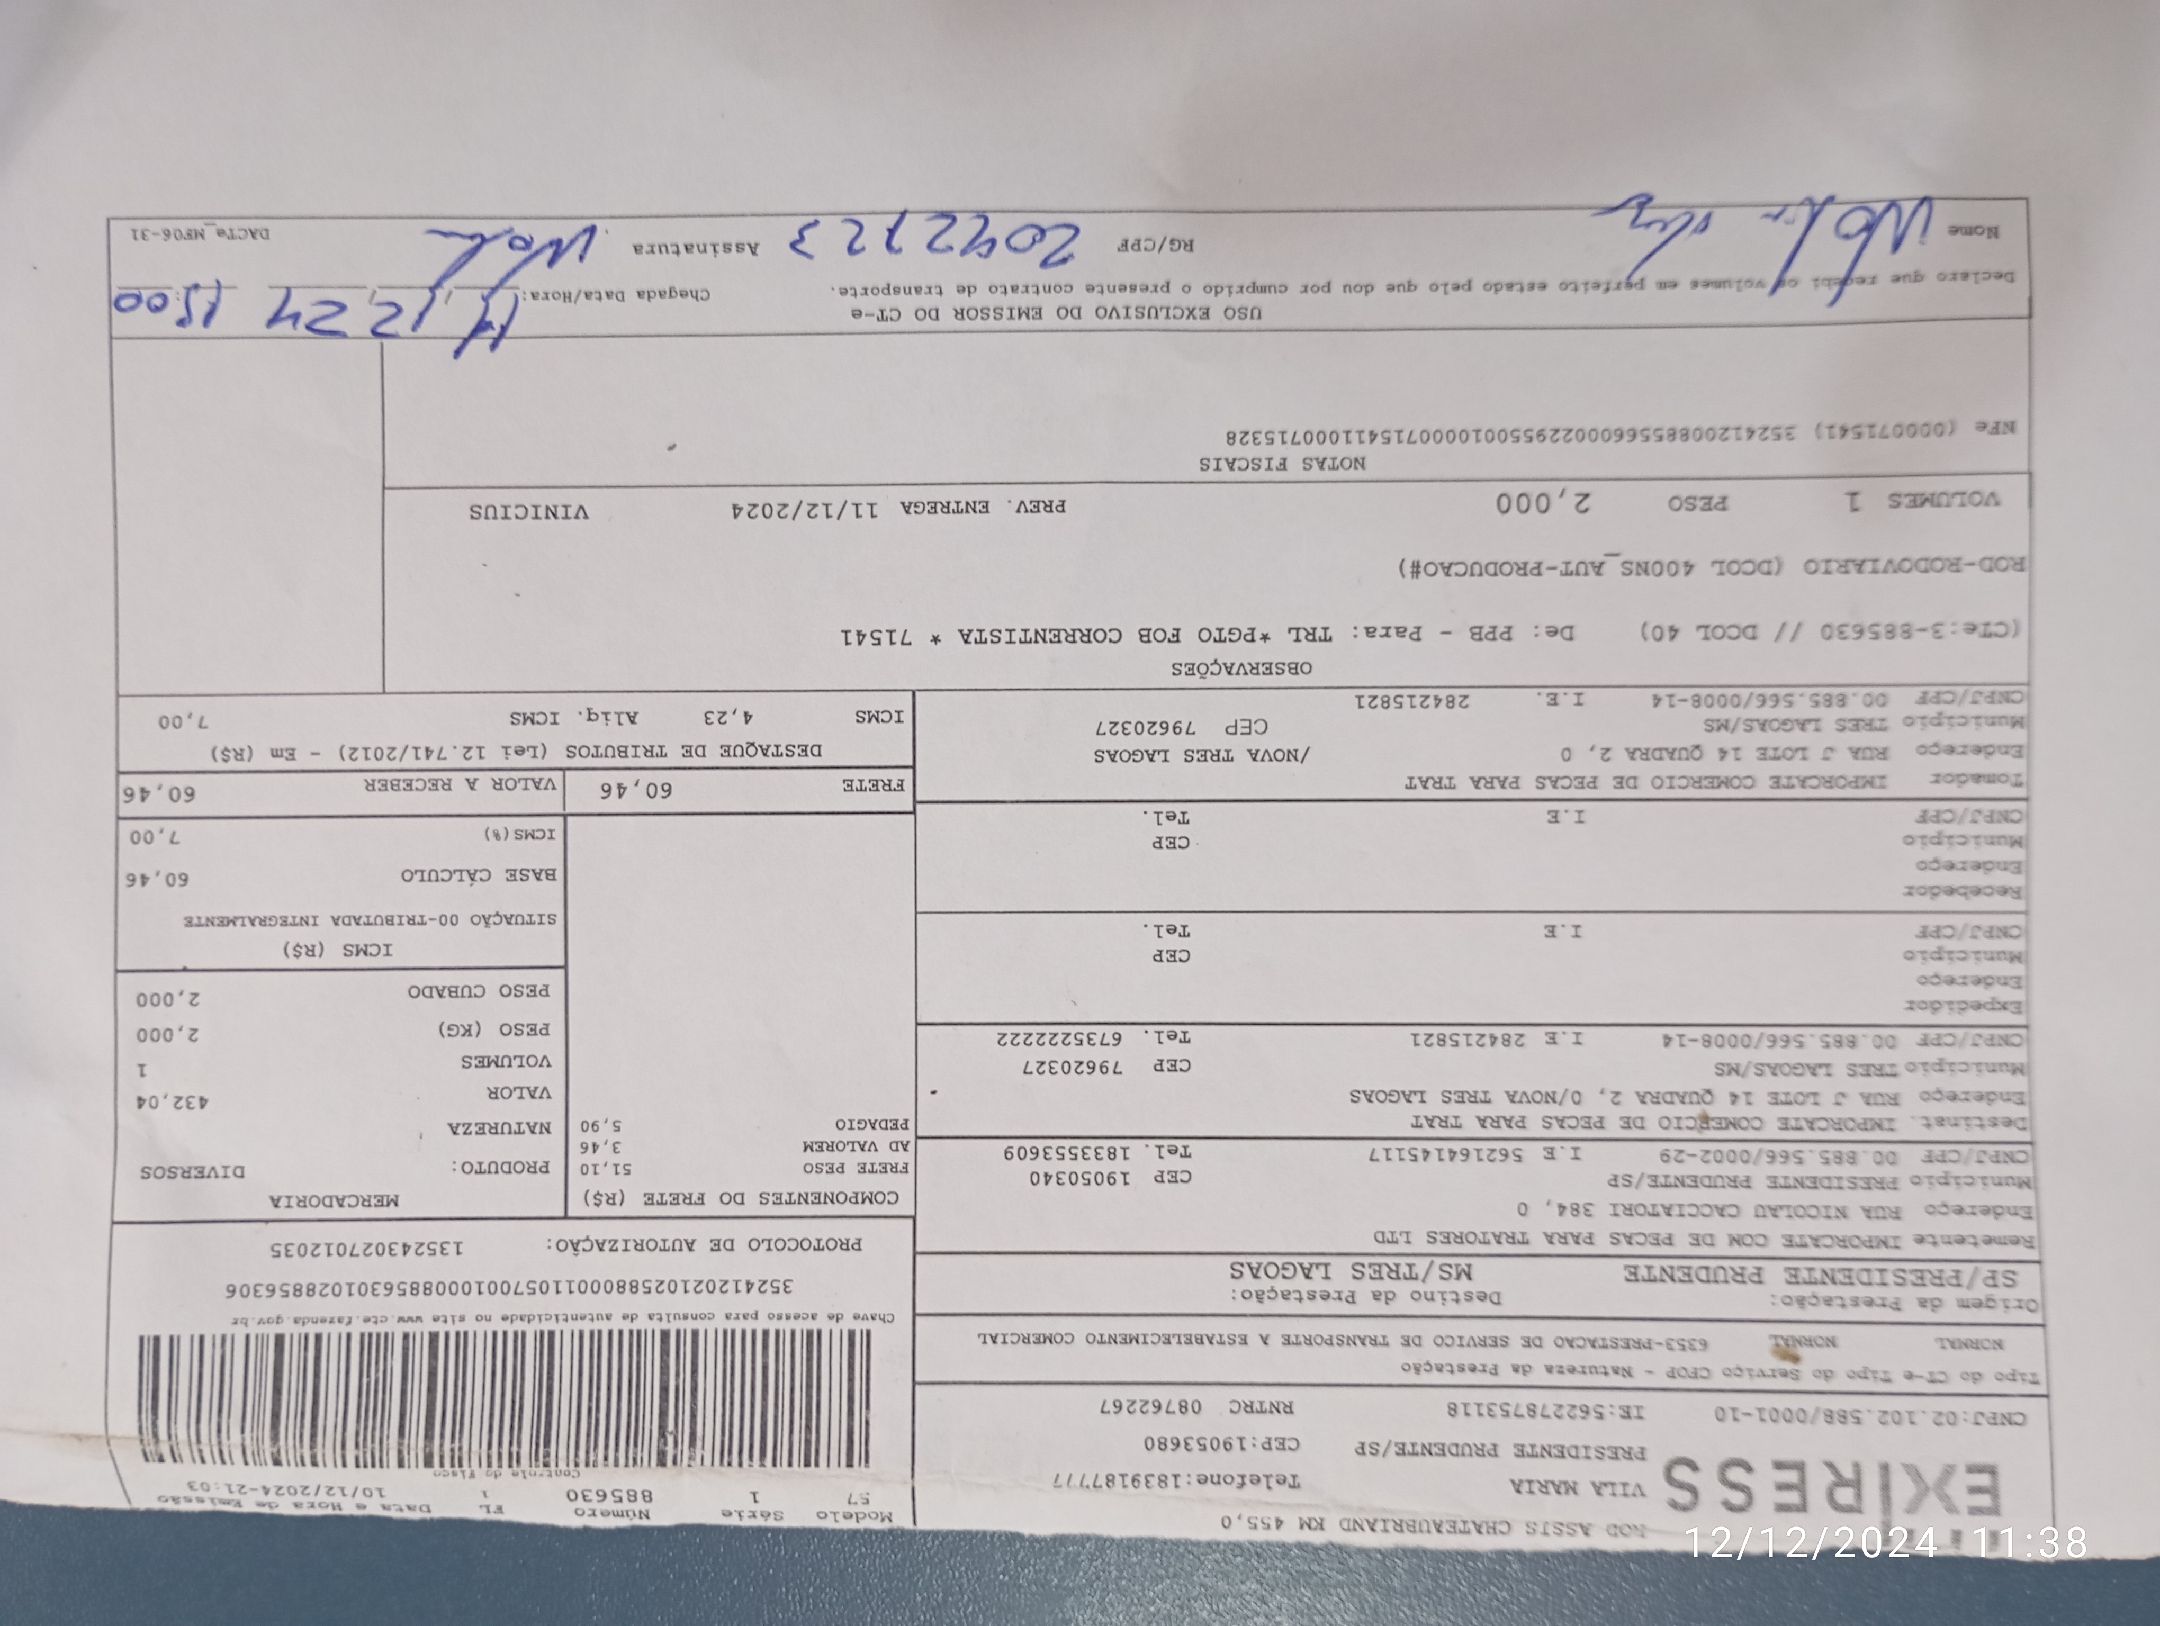 ROD ASSIS CHATEAUBRIAND KM 455,0
EXPRESS VILA MARIA Telefone:1839187777
PRESIDENTE PRUDENTE/SP CEP:19053680
CNPJ:02.102.588/0001-10 IE:562278753118 RNTRC 08762267
Modelo Série Número FL Data e Hora de Emissão
57 1 885630 1 10/12/2024-21:03
Controle do Fisco
Tipo do CT-e Tipo do Serviço CFOP - Natureza da Prestação
NORMAL NORMAL 6353-PRESTACAO DE SERVICO DE TRANSPORTE A ESTABELECIMENTO COMERCIAL
Chave de acesso para consulta de autenticidade no site www.cte.fazenda.gov.br
35241202102588000110570010008856301028856306
Origem da Prestação: Destino da Prestação:
SP/PRESIDENTE PRUDENTE MS/TRES LAGOAS
PROTOCOLO DE AUTORIZAÇÃO: 135243027012035
Remetente IMPORCATE COM DE PECAS PARA TRATORES LTD
Endereço RUA NICOLAU CACCIATORI 384, 0
Município PRESIDENTE PRUDENTE/SP CEP 19050340
CNPJ/CPF 00.885.566/0002-29 I.E 562164145117 Tel. 1833553609
Destinat. IMPORCATE COMERCIO DE PECAS PARA TRAT
Endereço RUA J LOTE 14 QUADRA 2, 0/NOVA TRES LAGOAS
Município TRES LAGOAS/MS CEP 79620327
CNPJ/CPF 00.885.566/0008-14 I.E 284215821 Tel. 6735222222
Expedidor
Endereço
Município CEP
CNPJ/CPF I.E Tel.
Recebedor
Endereço
Município CEP
CNPJ/CPF I.E Tel.
Tomador IMPORCATE COMERCIO DE PECAS PARA TRAT
Endereço RUA J LOTE 14 QUADRA 2, 0 /NOVA TRES LAGOAS
Município TRES LAGOAS/MS CEP 79620327
CNPJ/CPF 00.885.566/0008-14 I.E. 284215821
COMPONENTES DO FRETE (R$)
FRETE PESO 51,10
AD VALOREM 3,46
PEDAGIO 5,90
MERCADORIA
PRODUTO: DIVERSOS
NATUREZA
VALOR 432,04
VOLUMES 1
PESO (KG) 2,000
PESO CUBADO 2,000
ICMS (R$)
SITUAÇÃO 00-TRIBUTADA INTEGRALMENTE
BASE CÁLCULO 60,46
ICMS(%) 7,00
FRETE 60,46 VALOR A RECEBER 60,46
DESTAQUE DE TRIBUTOS (Lei 12.741/2012) - Em (R$)
ICMS 4,23 Aliq. ICMS 7,00
OBSERVAÇÕES
(CTe:3-885630 // DCOL 40) De: PPB - Para: TRL *PGTO FOB CORRENTISTA * 71541
ROD-RODOVIARIO (DCOL 400NS_AUT-PRODUCAO#)
VOLUMES 1 PESO 2,000 PREV. ENTREGA 11/12/2024 VINICIUS
NOTAS FISCAIS
NFe (000071541) 35241200885566000229550010000715411000715328
USO EXCLUSIVO DO EMISSOR DO CT-e
Declaro que recebi os volumes em perfeito estado pelo que dou por cumprido o presente contrato de transporte.
Chegada Data/Hora: 11 12 24 15:00
Nome RG/CPF 2042723 Assinatura
DACTe_MF06-31
12/12/2024 11:38